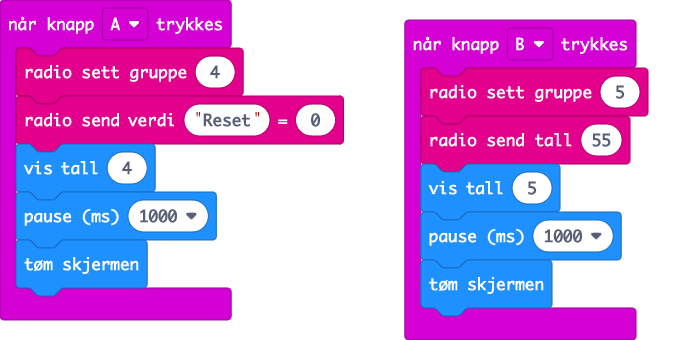 når knapp A trykkes
radio sett gruppe 4
radio send verdi "Reset" = 0
vis tall 4
pause (ms) 1000
tøm skjermen
når knapp B trykkes
radio sett gruppe 5
radio send tall 55
vis tall 5
pause (ms) 1000
tøm skjermen